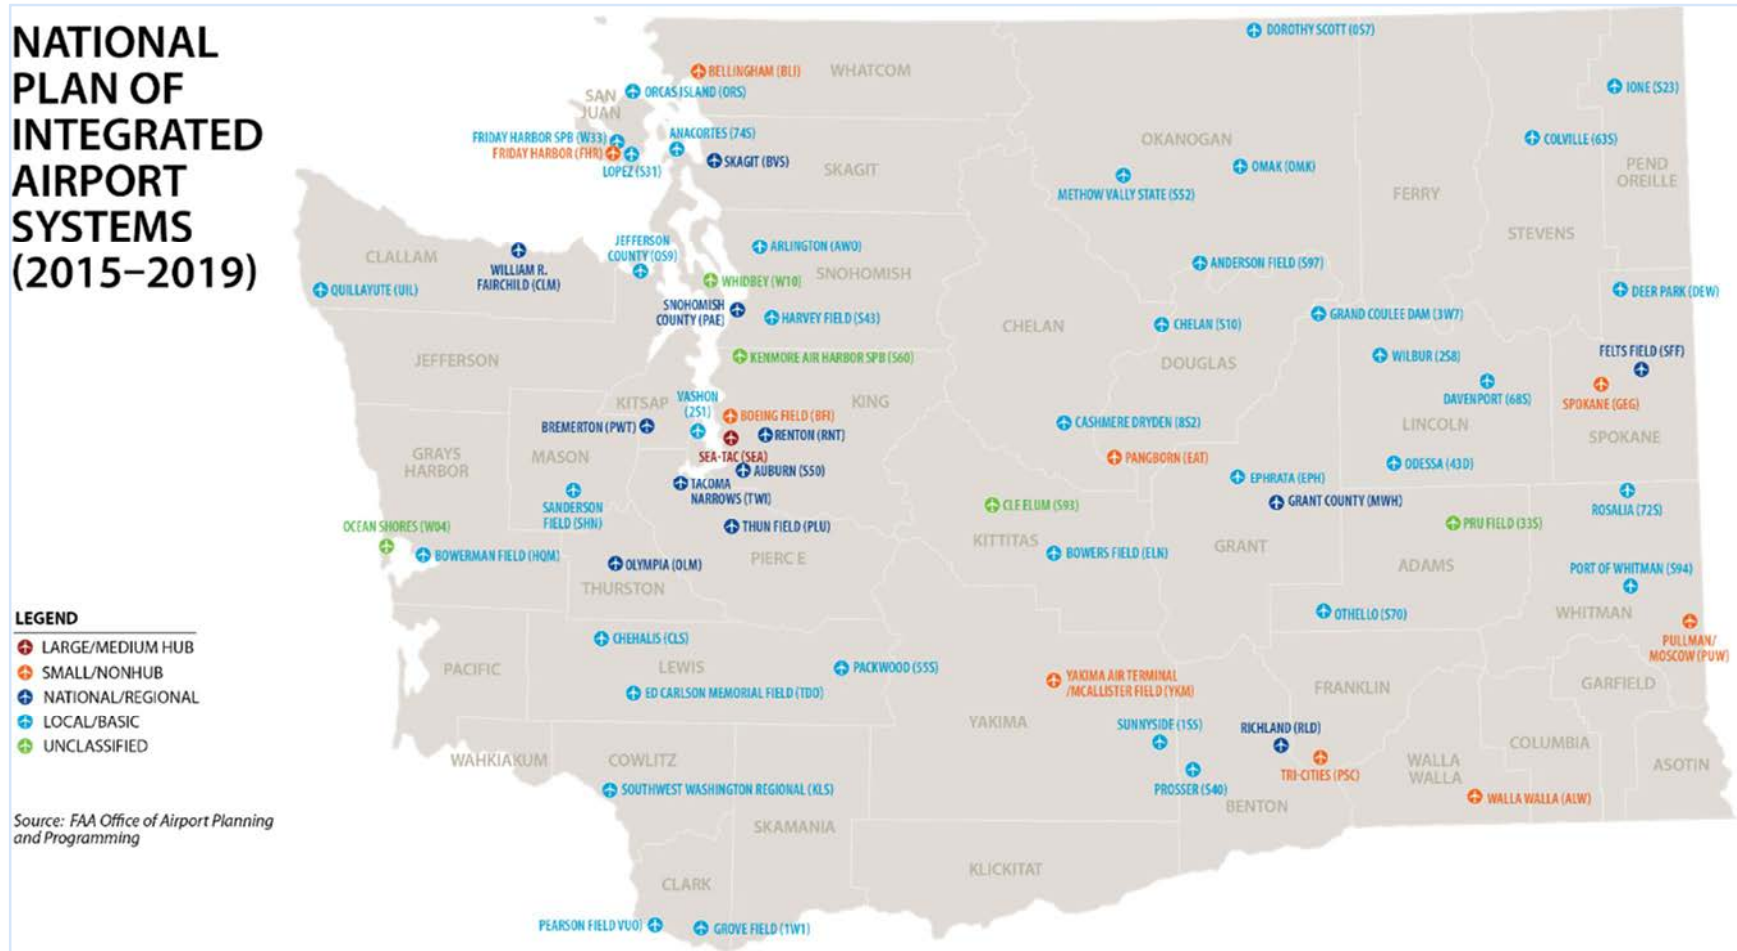 NATIONAL
PLAN OF
INTEGRATED
AIRPORT
SYSTEMS
(2015–2019)
DOROTHY SCOTT (0S7)
BELLINGHAM (BLI)
WHATCOM
IONE (S23)
SAN
JUAN
ORCAS ISLAND (ORS)
FRIDAY HARBOR SPB (W33)
ANACORTES (74S)
OKANOGAN
COLVILLE (63S)
FRIDAY HARBOR (FHR)
LOPEZ (S31)
SKAGIT (BVS)
SKAGIT
OMAK (OMK)
PEND
OREILLE
METHOW VALLY STATE (S52)
FERRY
STEVENS
CLALLAM
WILLIAM R.
FAIRCHILD (CLM)
JEFFERSON
COUNTY (0S9)
ARLINGTON (AWO)
SNOHOMISH
ANDERSON FIELD (S97)
QUILLAYUTE (UIL)
WHIDBEY (W10)
DEER PARK (DEW)
SNOHOMISH
COUNTY (PAE)
HARVEY FIELD (S43)
CHELAN
CHELAN (S10)
GRAND COULEE DAM (3W7)
JEFFERSON
KENMORE AIR HARBOR SPB (S60)
DOUGLAS
WILBUR (2S8)
FELTS FIELD (SFF)
KITSAP
VASHON
(2S1)
KING
DAVENPORT (68S)
SPOKANE (GEG)
BOEING FIELD (BFI)
BREMERTON (PWT)
RENTON (RNT)
CASHMERE DRYDEN (8S2)
LINCOLN
SPOKANE
GRAYS
HARBOR
MASON
SEA-TAC (SEA)
PANGBORN (EAT)
ODESSA (43D)
AUBURN (S50)
TACOMA
NARROWS (TWI)
EPHRATA (EPH)
SANDERSON
FIELD (SHN)
CLE ELUM (S93)
GRANT COUNTY (MWH)
ROSALIA (72S)
OCEAN SHORES (W04)
THUN FIELD (PLU)
PRU FIELD (33S)
KITTITAS
BOWERMAN FIELD (HQM)
PIERC E
BOWERS FIELD (ELN)
GRANT
OLYMPIA (OLM)
ADAMS
PORT OF WHITMAN (S94)
THURSTON
OTHELLO (S70)
WHITMAN
CHEHALIS (CLS)
PULLMAN/
MOSCOW (PUW)
PACIFIC
LEWIS
PACKWOOD (55S)
YAKIMA AIR TERMINAL
/MCALLISTER FIELD (YKM)
FRANKLIN
GARFIELD
ED CARLSON MEMORIAL FIELD (TDO)
YAKIMA
SUNNYSIDE (1S5)
RICHLAND (RLD)
COLUMBIA
WAHKIAKUM
COWLITZ
WALLA
WALLA
ASOTIN
TRI-CITIES (PSC)
SOUTHWEST WASHINGTON REGIONAL (KLS)
PROSSER (S40)
BENTON
WALLA WALLA (ALW)
SKAMANIA
KLICKITAT
CLARK
PEARSON FIELD VUO)
GROVE FIELD (1W1)
LEGEND
LARGE/MEDIUM HUB
SMALL/NONHUB
NATIONAL/REGIONAL
LOCAL/BASIC
UNCLASSIFIED
Source: FAA Office of Airport Planning
and Programming